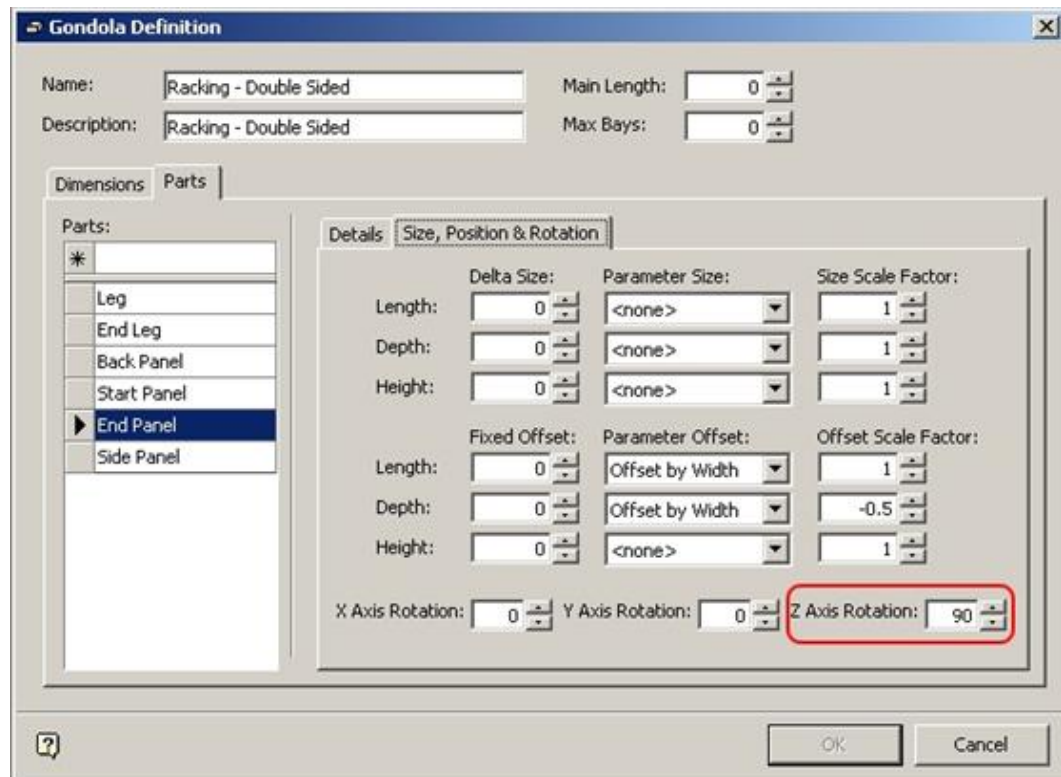 Gondola Definition
Name: Racking - Double Sided Main Length: 0
Description: Racking - Double Sided Max Bays: 0
Dimensions Parts
Parts:
Details Size, Position & Rotation
Delta Size: Parameter Size: Size Scale Factor:
Leg
Length: 0 <none> 1
End Leg
Depth: 0 <none> 1
Back Panel
Height: 0 <none> 1
Start Panel
End Panel
Fixed Offset: Parameter Offset: Offset Scale Factor:
Side Panel
Length: 0 Offset by Width 1
Depth: 0 Offset by Width -0.5
Height: 0 <none> 1
X Axis Rotation: 0 Y Axis Rotation: 0 Z Axis Rotation: 90
OK Cancel